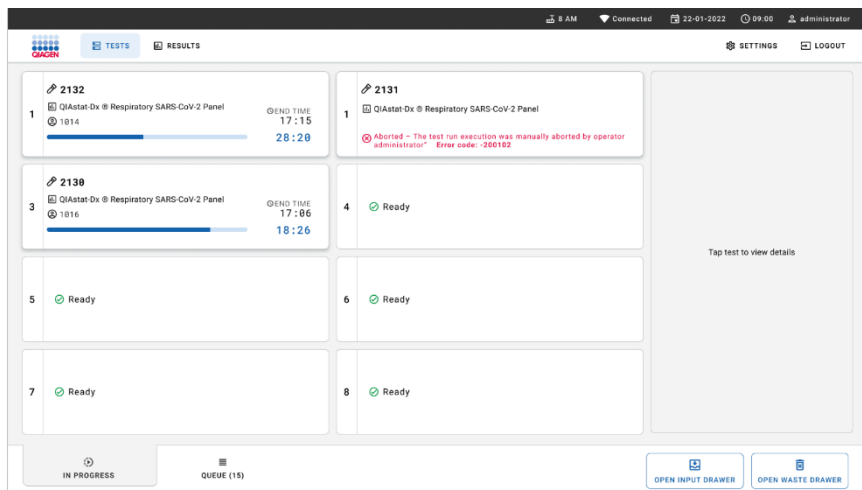 8 AM Connected 22-01-2022 09:00 administrator
QIAGEN TESTS RESULTS SETTINGS LOGOUT
1
2132
QIAstat-Dx ® Respiratory SARS-CoV-2 Panel
1014
END TIME
17:15
28:20
1
2131
QIAstat-Dx ® Respiratory SARS-CoV-2 Panel
Aborted – The test run execution was manually aborted by operator
administrator" Error code: -200102
3
2130
QIAstat-Dx ® Respiratory SARS-CoV-2 Panel
1016
END TIME
17:06
18:26
4 Ready
Tap test to view details
5 Ready
6 Ready
7 Ready
8 Ready
IN PROGRESS
QUEUE (15)
OPEN INPUT DRAWER
OPEN WASTE DRAWER